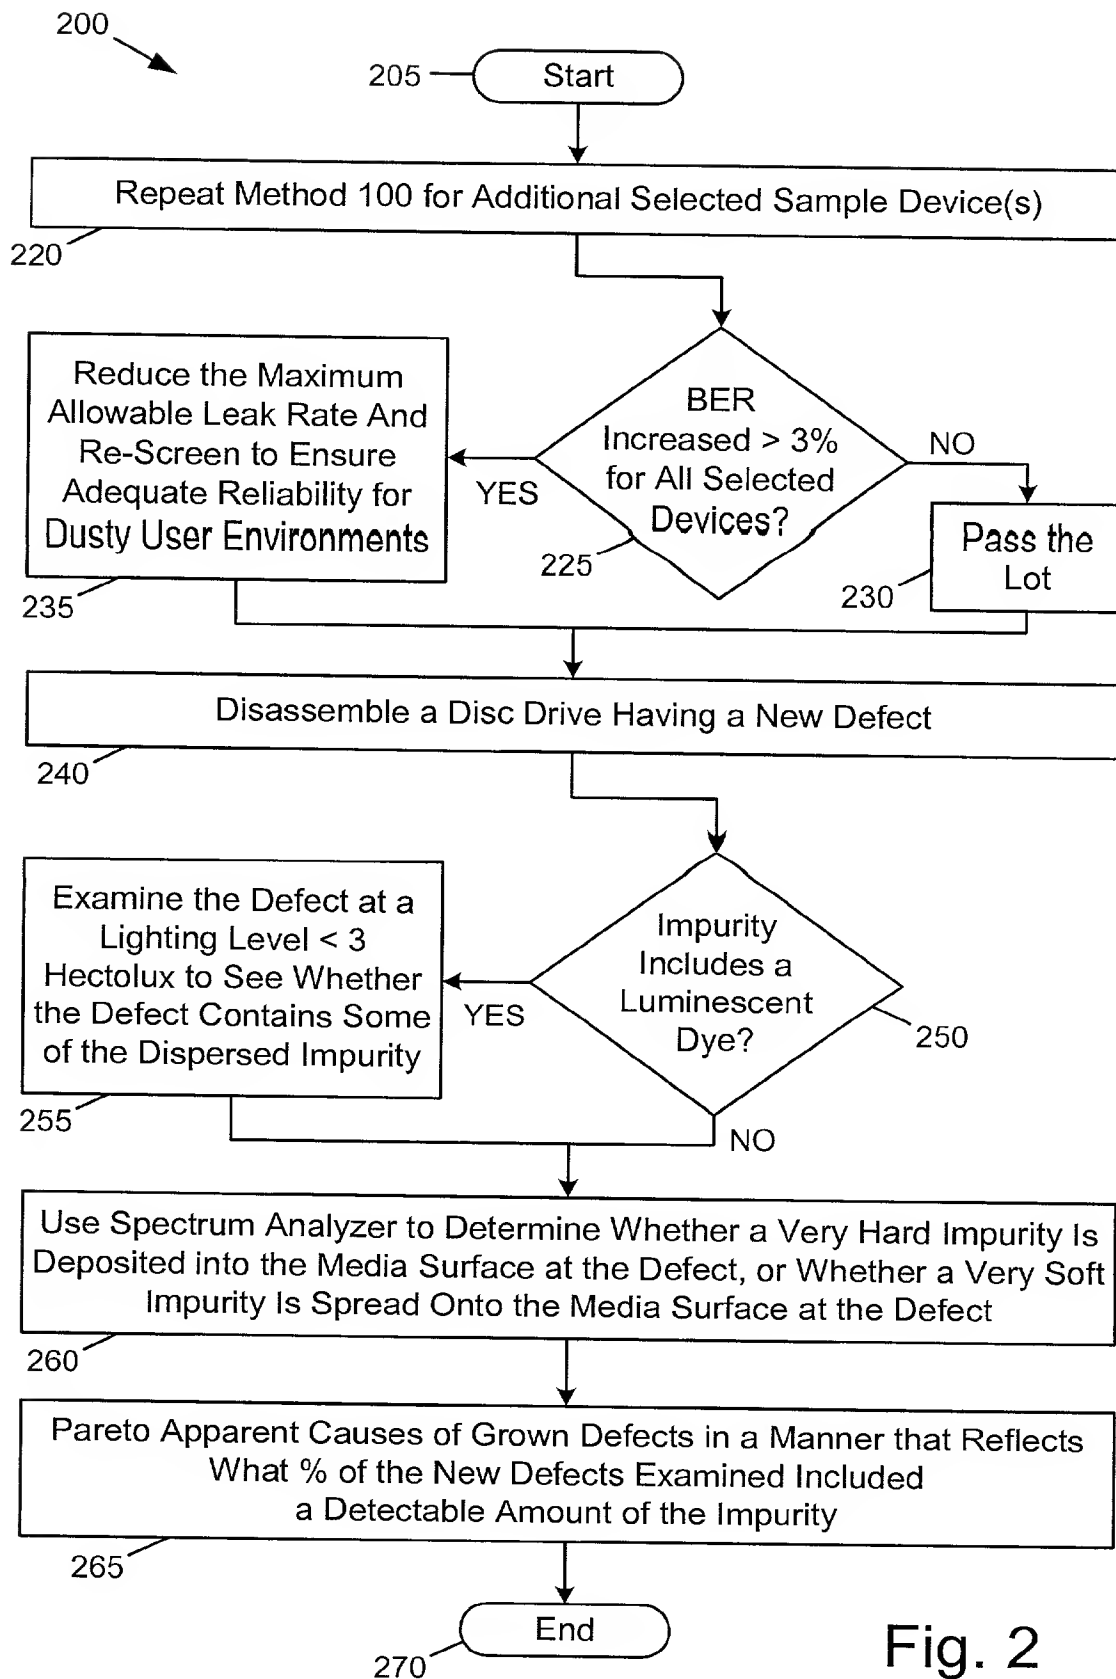 200
205
Start
Repeat Method 100 for Additional Selected Sample Device(s)
220
Reduce the Maximum
Allowable Leak Rate And
Re-Screen to Ensure
Adequate Reliability for
Dusty User Environments
235
BER
Increased > 3%
for All Selected
Devices?
225
YES
NO
Pass the
Lot
230
Disassemble a Disc Drive Having a New Defect
240
Examine the Defect at a
Lighting Level < 3
Hectolux to See Whether
the Defect Contains Some
of the Dispersed Impurity
255
YES
Impurity
Includes a
Luminescent
Dye?
250
NO
Use Spectrum Analyzer to Determine Whether a Very Hard Impurity Is
Deposited into the Media Surface at the Defect, or Whether a Very Soft
Impurity Is Spread Onto the Media Surface at the Defect
260
Pareto Apparent Causes of Grown Defects in a Manner that Reflects
What % of the New Defects Examined Included
a Detectable Amount of the Impurity
265
End
270
Fig. 2